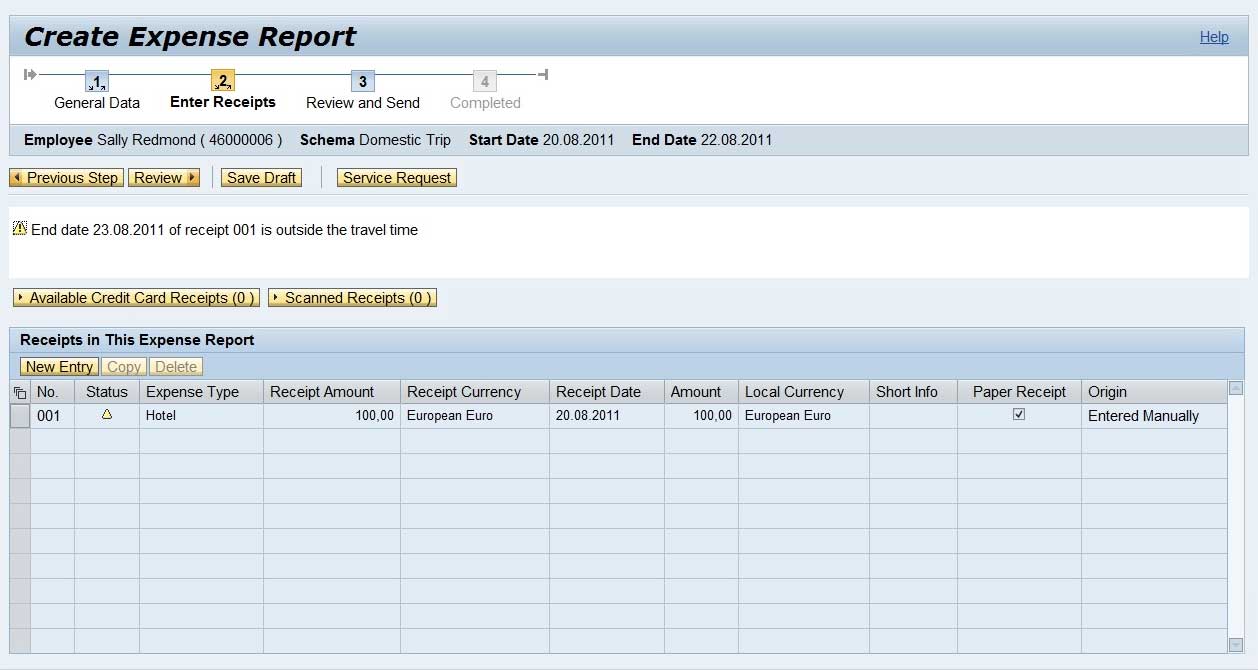 Create Expense Report Help
1 2 3 4
General Data Enter Receipts Review and Send Completed
Employee Sally Redmond ( 46000006 ) Schema Domestic Trip Start Date 20.08.2011 End Date 22.08.2011
Previous Step Review Save Draft Service Request
End date 23.08.2011 of receipt 001 is outside the travel time
Available Credit Card Receipts (0 ) Scanned Receipts (0 )
Receipts in This Expense Report
New Entry Copy Delete
No. Status Expense Type Receipt Amount Receipt Currency Receipt Date Amount Local Currency Short Info Paper Receipt Origin
001 Hotel 100,00 European Euro 20.08.2011 100,00 European Euro Entered Manually